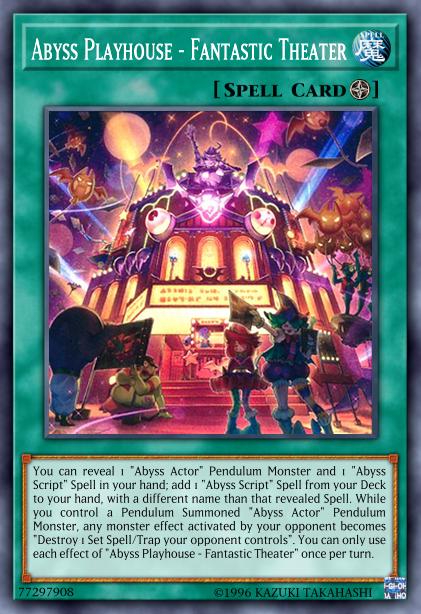 Abyss Playhouse - Fantastic Theater
SPELL
魔
[Spell Card]
You can reveal 1 "Abyss Actor" Pendulum Monster and 1 "Abyss
Script" Spell in your hand; add 1 "Abyss Script" Spell from your Deck
to your hand, with a different name than that revealed Spell. While
you control a Pendulum Summoned "Abyss Actor" Pendulum
Monster, any monster effect activated by your opponent becomes
"Destroy 1 Set Spell/Trap your opponent controls". You can only use
each effect of "Abyss Playhouse - Fantastic Theater" once per turn.
77297908
©1996 KAZUKI TAKAHASHI